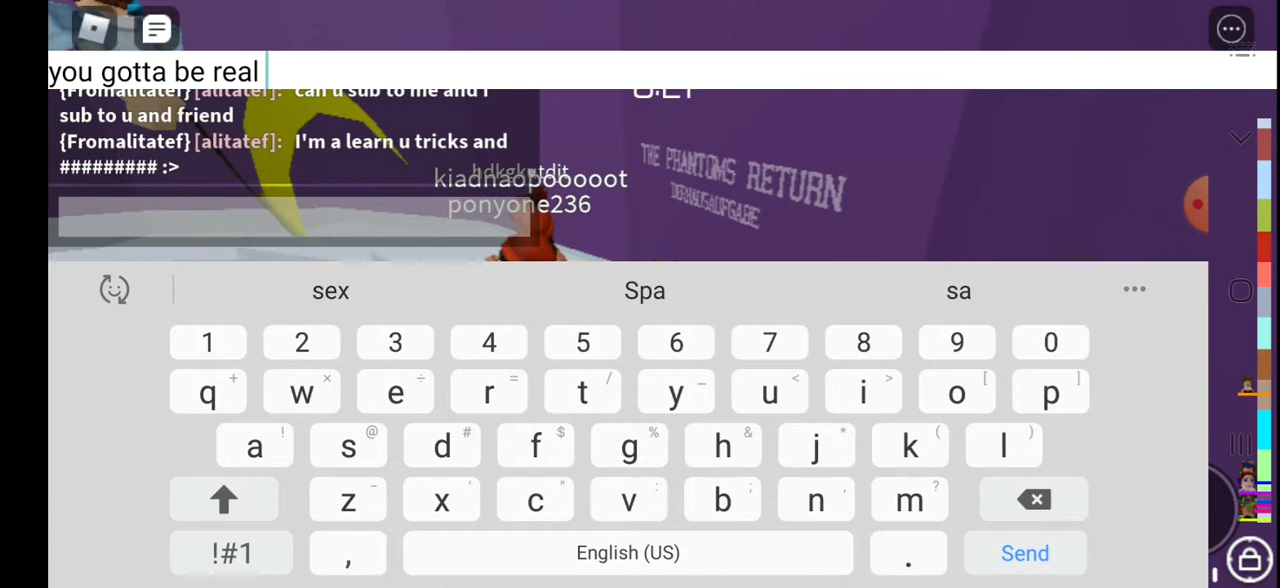 you gotta be real
{Fromalitatef}[alitatef]: can u sub to me and I
sub to u and friend
{Fromalitatef}[alitatef]: I'm a learn u tricks and
######### :>
kiadnaopooooot
ponyone236
THE PHANTOMS RETURN
sex Spa sa
1 2 3 4 5 6 7 8 9 0
q + w × e ÷ r = t / y _ u < i > o [ p ]
a ! s @ d # f $ g % h & j * k ( l )
z - x ' c " v : b ; n , m ?
!#1 , English (US) . Send